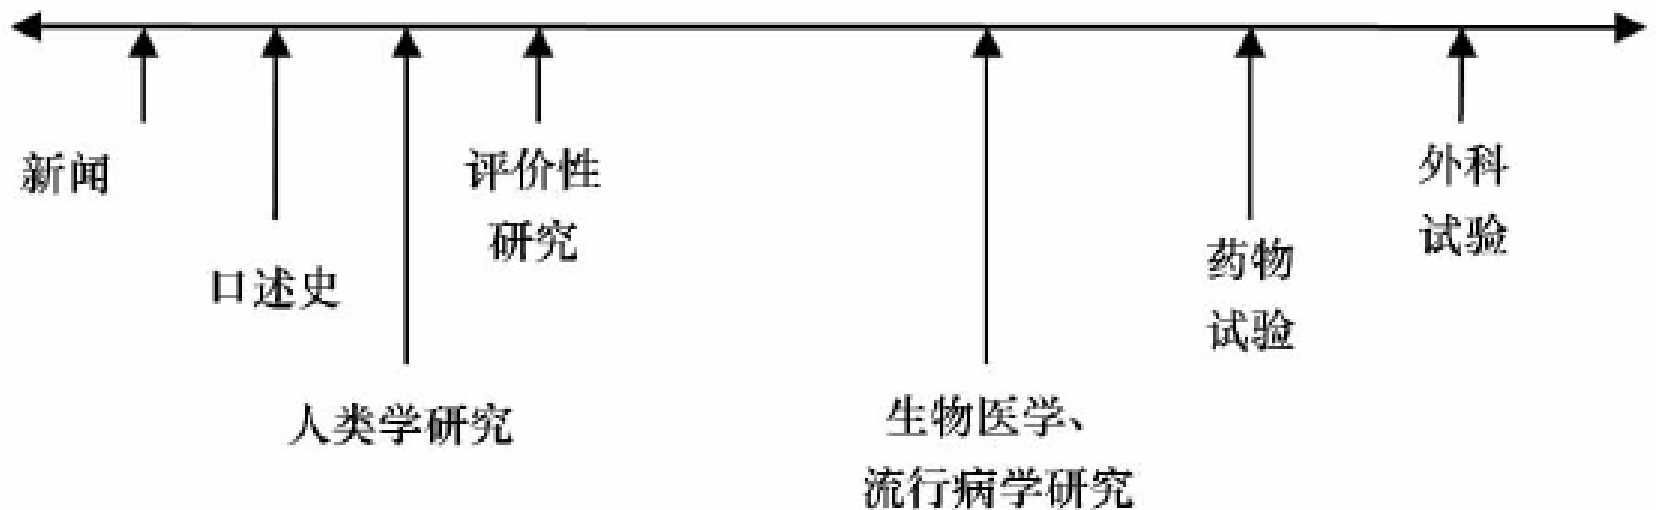 新闻
口述史
人类学研究
评价性
研究
生物医学、
流行病学研究
药物
试验
外科
试验